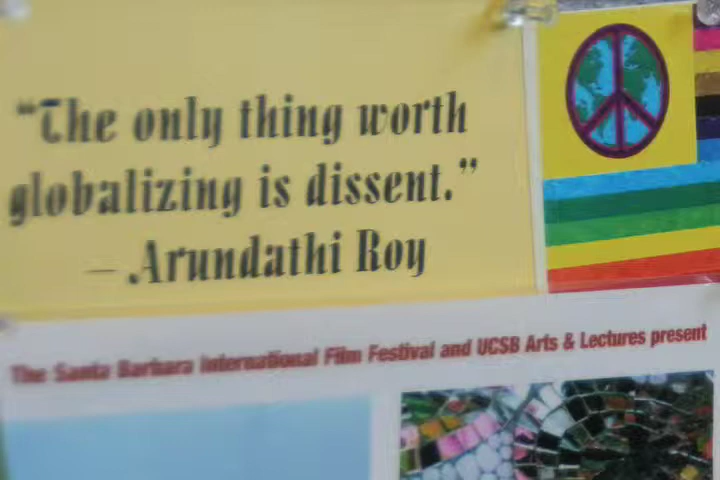 “The only thing worth
globalizing is dissent.”
– Arundathi Roy
The Santa Barbara International Film Festival and UCSB Arts & Lectures present